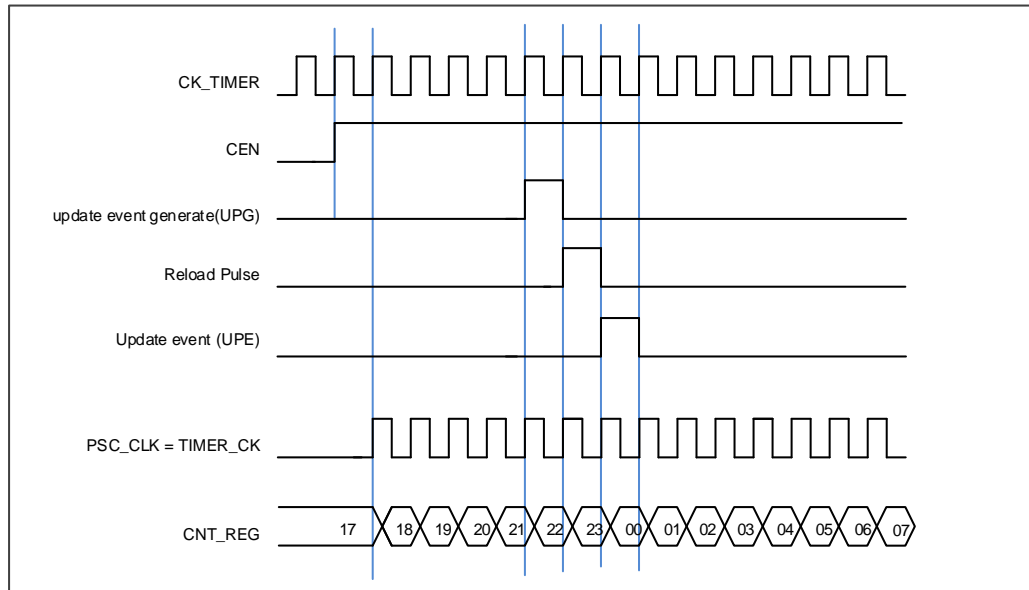 CK_TIMER
CEN
update event generate(UPG)
Reload Pulse
Update event (UPE)
PSC_CLK = TIMER_CK
CNT_REG 17 18 19 20 21 22 23 00 01 02 03 04 05 06 07